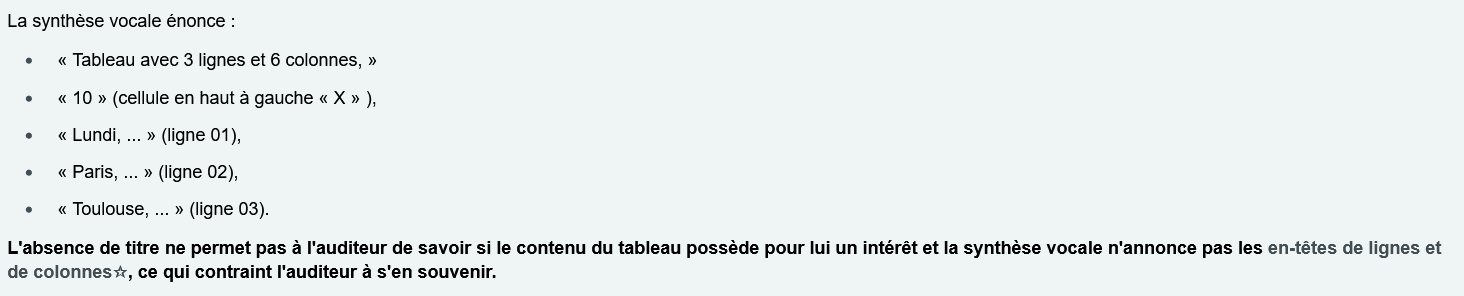 La synthèse vocale énonce :
• « Tableau avec 3 lignes et 6 colonnes, »
• « 10 » (cellule en haut à gauche « X » ),
• « Lundi, ... » (ligne 01),
• « Paris, ... » (ligne 02),
• « Toulouse, ... » (ligne 03).
L'absence de titre ne permet pas à l'auditeur de savoir si le contenu du tableau possède pour lui un intérêt et la synthèse vocale n'annonce pas les en-têtes de lignes et
de colonnes☆, ce qui contraint l'auditeur à s'en souvenir.